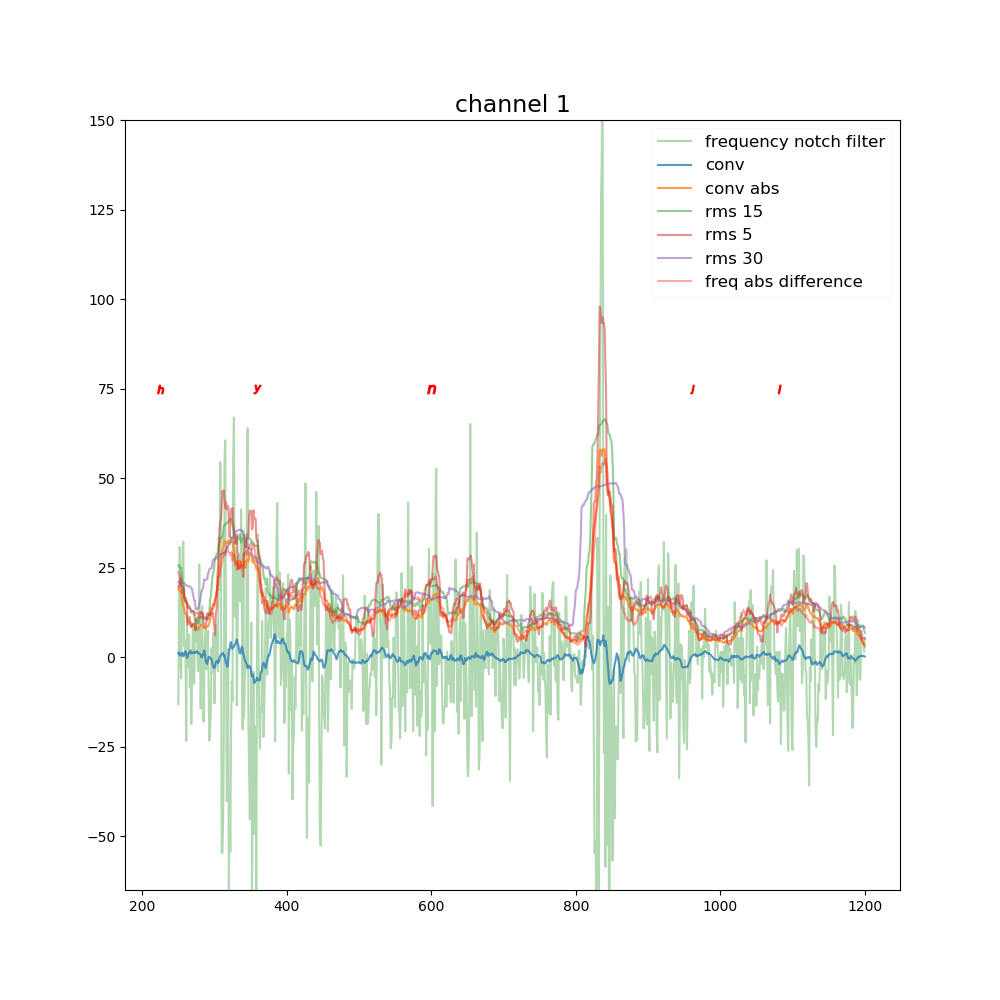 channel 1
150
125
100
75
50
25
0
−25
−50
frequency notch filter
conv
conv abs
rms 15
rms 5
rms 30
freq abs difference
h y n j l
200 400 600 800 1000 1200